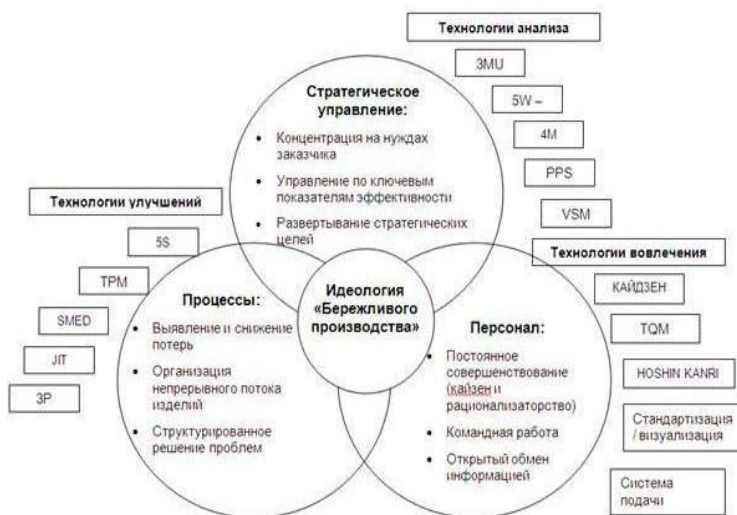 Технологии анализа
3MU
5W –
4M
PPS
VSM
Стратегическое
управление:
• Концентрация на нуждах
заказчика
• Управление по ключевым
показателям эффективности
• Развертывание стратегических
целей
Технологии улучшений
5S
TPM
SMED
JIT
3P
Процессы:
• Выявление и снижение
потерь
• Организация
непрерывного потока
изделий
• Структурированное
решение проблем
Идеология
«Бережливого
производства»
Технологии вовлечения
КАЙДЗЕН
TQM
HOSHIN KANRI
Стандартизация
/ визуализация
Система
подачи
Персонал:
• Постоянное
совершенствование
(кайзен и
рационализаторство)
• Командная работа
• Открытый обмен
информацией